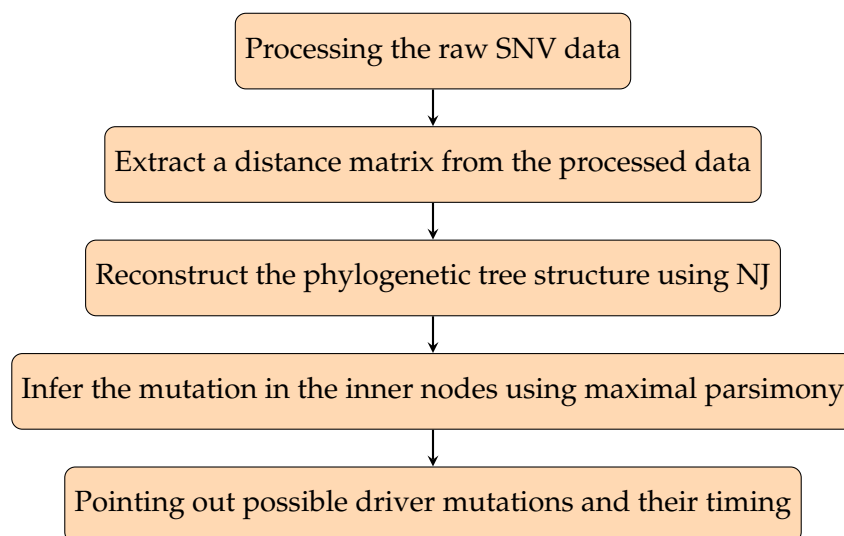 Processing the raw SNV data
Extract a distance matrix from the processed data
Reconstruct the phylogenetic tree structure using NJ
Infer the mutation in the inner nodes using maximal parsimony
Pointing out possible driver mutations and their timing